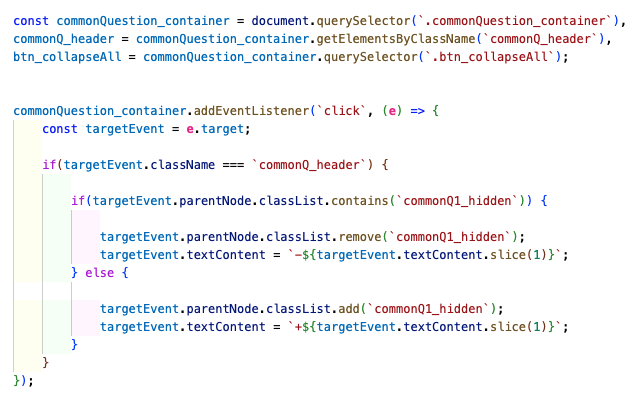 const commonQuestion_container = document.querySelector(`.commonQuestion_container`),
commonQ_header = commonQuestion_container.getElementsByClassName(`commonQ_header`),
btn_collapseAll = commonQuestion_container.querySelector(`.btn_collapseAll`);
commonQuestion_container.addEventListener(`click`, (e) => {
const targetEvent = e.target;
if(targetEvent.className === `commonQ_header`) {
if(targetEvent.parentNode.classList.contains(`commonQ1_hidden`)) {
targetEvent.parentNode.classList.remove(`commonQ1_hidden`);
targetEvent.textContent = `−${targetEvent.textContent.slice(1)}`;
} else {
targetEvent.parentNode.classList.add(`commonQ1_hidden`);
targetEvent.textContent = `+${targetEvent.textContent.slice(1)}`;
}
}
});